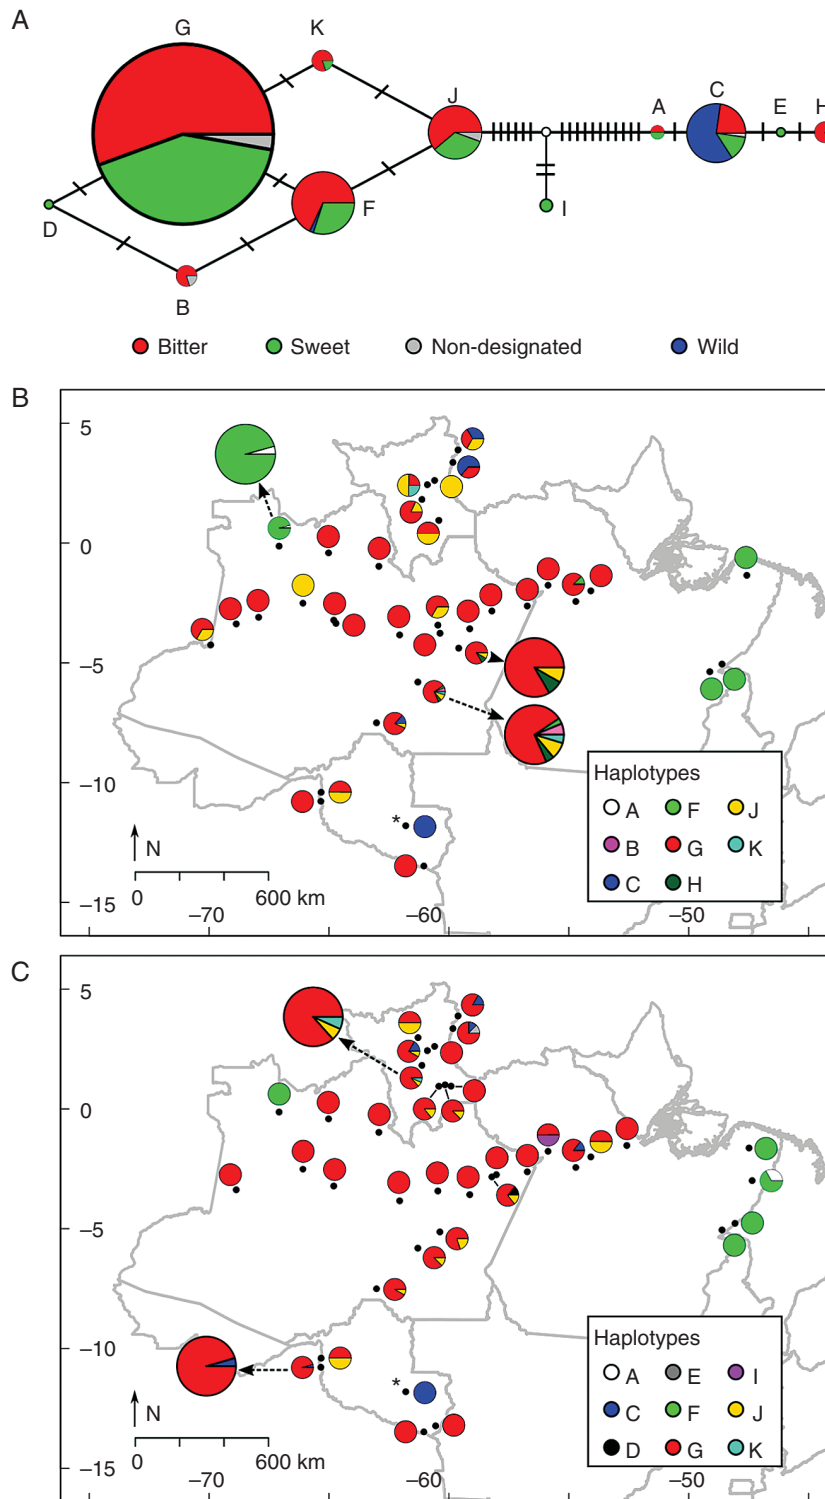 A
G
K
J
A
C
E
H
F
I
D
B
Bitter
Sweet
Non-designated
Wild
B
5
0
−5
−10
−15
*
N
0
600 km
−70
−60
−50
Haplotypes
A
F
J
B
G
K
C
H
C
5
0
−5
−10
−15
*
N
0
600 km
−70
−60
−50
Haplotypes
A
E
I
C
F
J
D
G
K